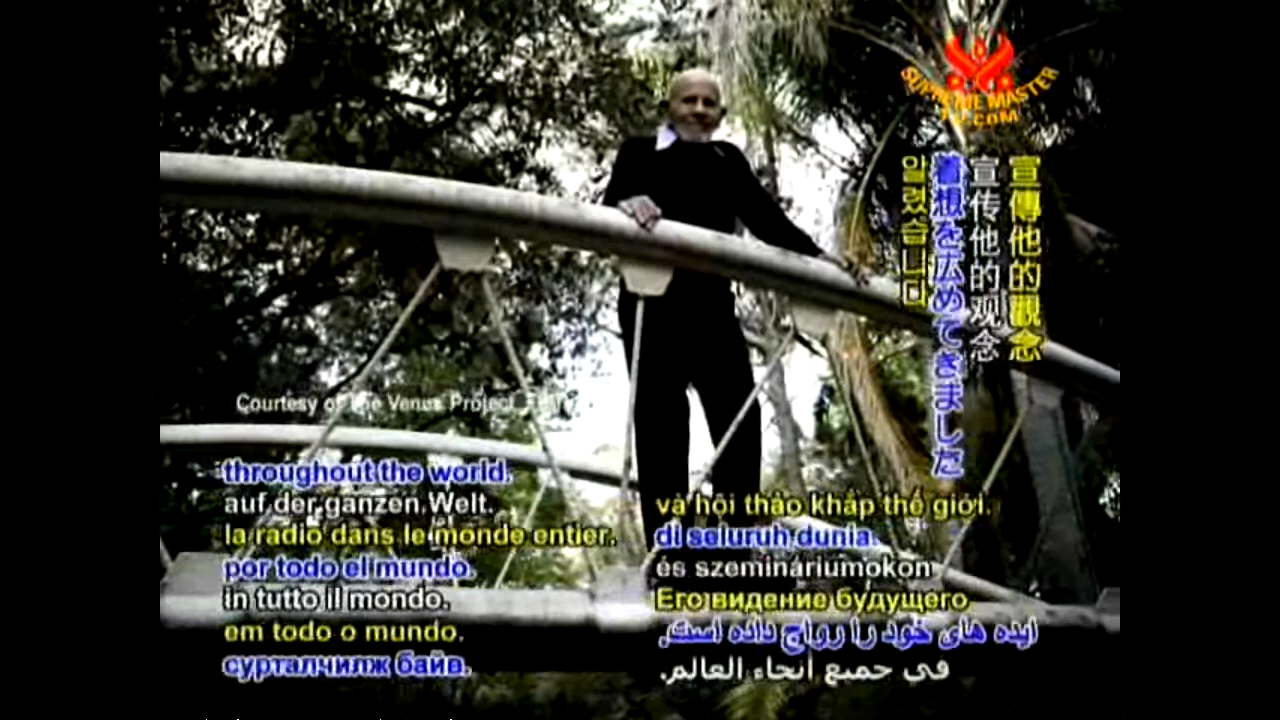 SUPREME MASTER
TV.COM
宣傳他的觀念
宣传他的观念
着想を広めてきました
알렸습니다
Courtesy of The Venus Project
throughout the world.
auf der ganzen Welt.
la radio dans le monde entier.
por todo el mundo.
in tutto il mondo.
em todo o mundo.
сурталчилж байв.
và hội thảo khắp thế giới.
di seluruh dunia.
és szemináriumokon
Его видение будущего
ایده های خود را رواج داده است.
في جميع أنحاء العالم.